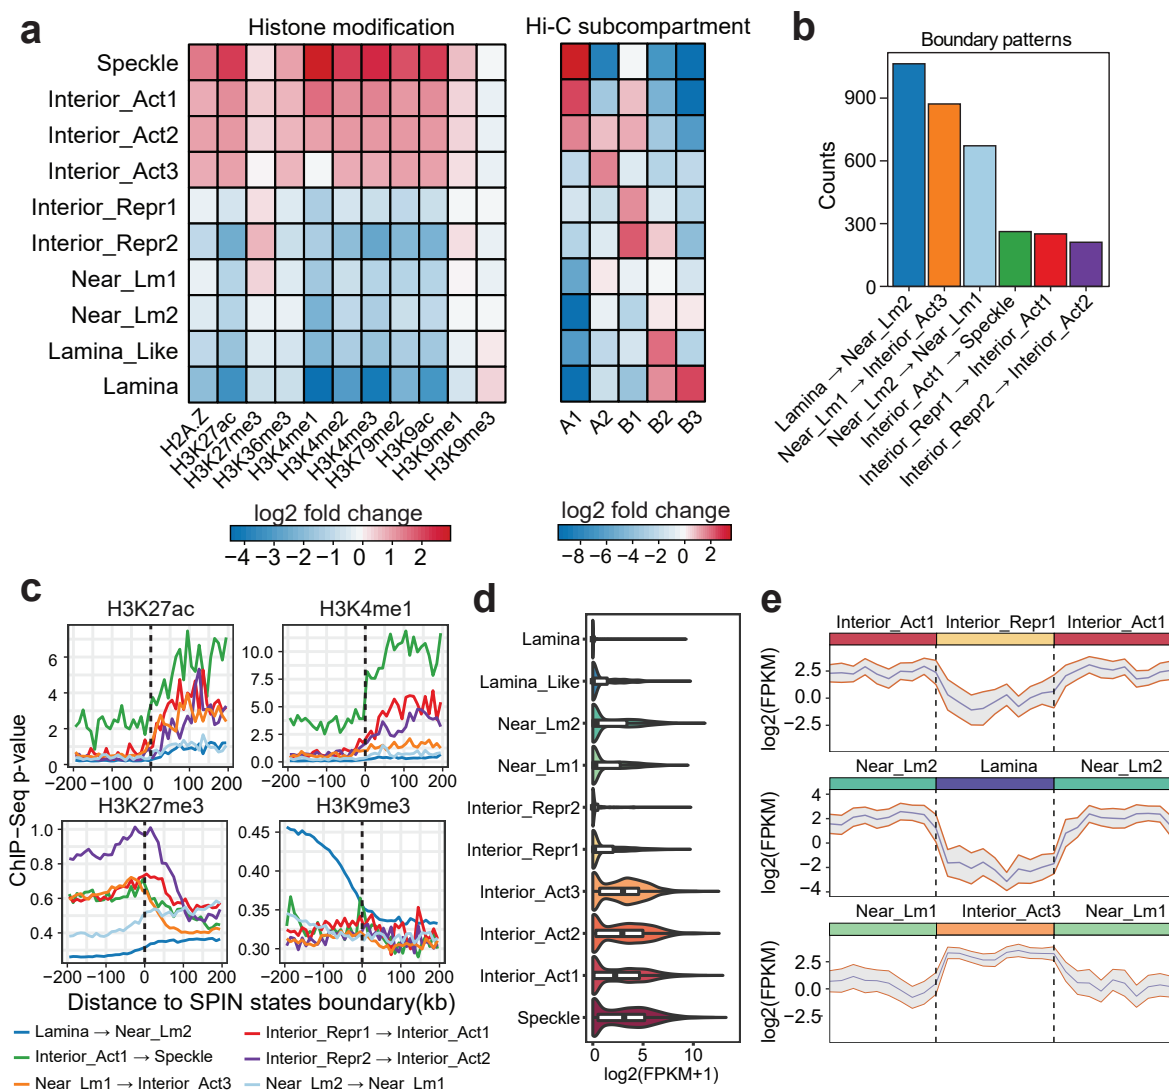 a
Histone modification
Hi-C subcompartment
Speckle
Interior_Act1
Interior_Act2
Interior_Act3
Interior_Repr1
Interior_Repr2
Near_Lm1
Near_Lm2
Lamina_Like
Lamina
H2A.Z
H3K27ac
H3K27me3
H3K36me3
H3K4me1
H3K4me2
H3K4me3
H3K79me2
H3K9ac
H3K9me1
H3K9me3
A1
A2
B1
B2
B3
log2 fold change
−4 −3 −2 −1 0 1 2
log2 fold change
−8 −6 −4 −2 0 2
b
Boundary patterns
Counts
900
600
300
0
Lamina → Near_Lm2
Near_Lm1 → Interior_Act3
Near_Lm2 → Near_Lm1
Interior_Act1 → Speckle
Interior_Repr1 → Interior_Act1
Interior_Repr2 → Interior_Act2
c
ChIP−Seq p-value
H3K27ac
6
4
2
0
−200 −100 0 100 200
H3K4me1
10.0
7.5
5.0
2.5
0.0
−200 −100 0 100 200
H3K27me3
1.0
0.8
0.6
0.4
−200 −100 0 100 200
H3K9me3
0.45
0.40
0.35
0.30
−200 −100 0 100 200
Distance to SPIN states boundary(kb)
Lamina → Near_Lm2
Interior_Act1 → Speckle
Near_Lm1 → Interior_Act3
Interior_Repr1 → Interior_Act1
Interior_Repr2 → Interior_Act2
Near_Lm2 → Near_Lm1
d
Lamina
Lamina_Like
Near_Lm2
Near_Lm1
Interior_Repr2
Interior_Repr1
Interior_Act3
Interior_Act2
Interior_Act1
Speckle
0 5 10
log2(FPKM+1)
e
Interior_Act1 Interior_Repr1 Interior_Act1
log2(FPKM)
2.5
0.0
−2.5
Near_Lm2 Lamina Near_Lm2
log2(FPKM)
4
2
0
−2
−4
Near_Lm1 Interior_Act3 Near_Lm1
log2(FPKM)
2.5
0.0
−2.5